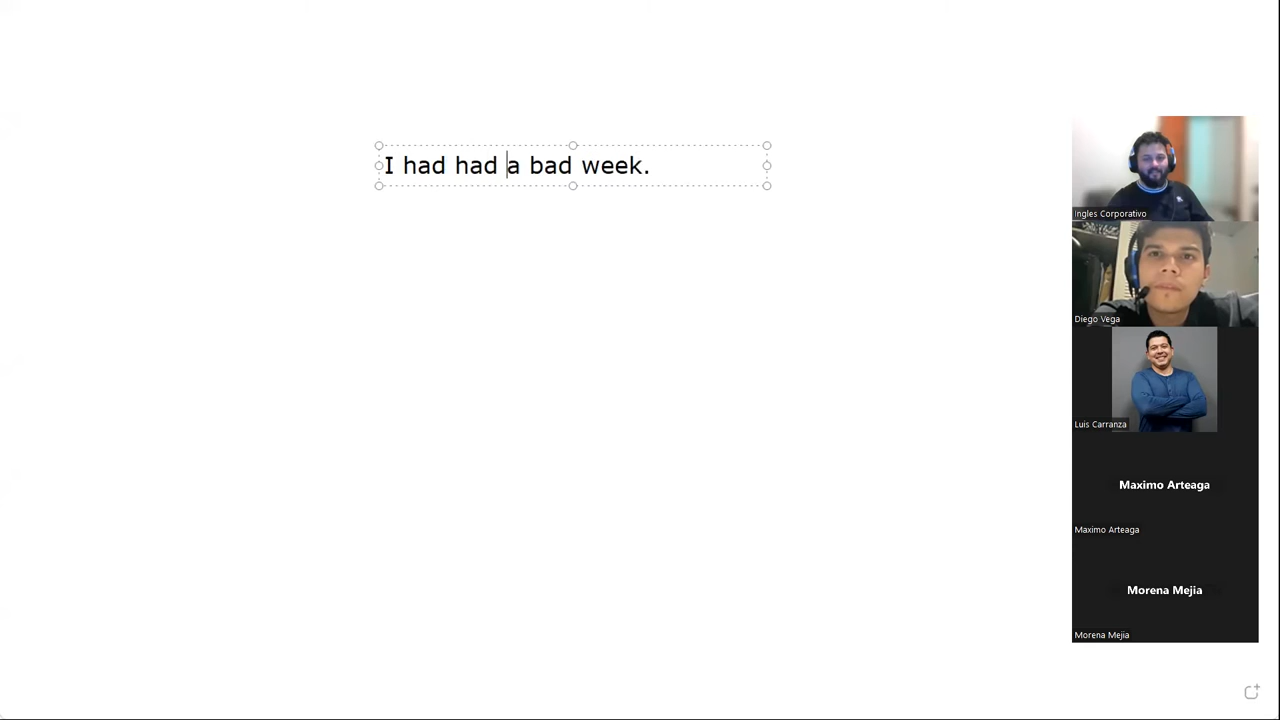 I had had a bad week.
Ingles Corporativo
Diego Vega
Luis Carranza
Maximo Arteaga
Maximo Arteaga
Morena Mejia
Morena Mejia